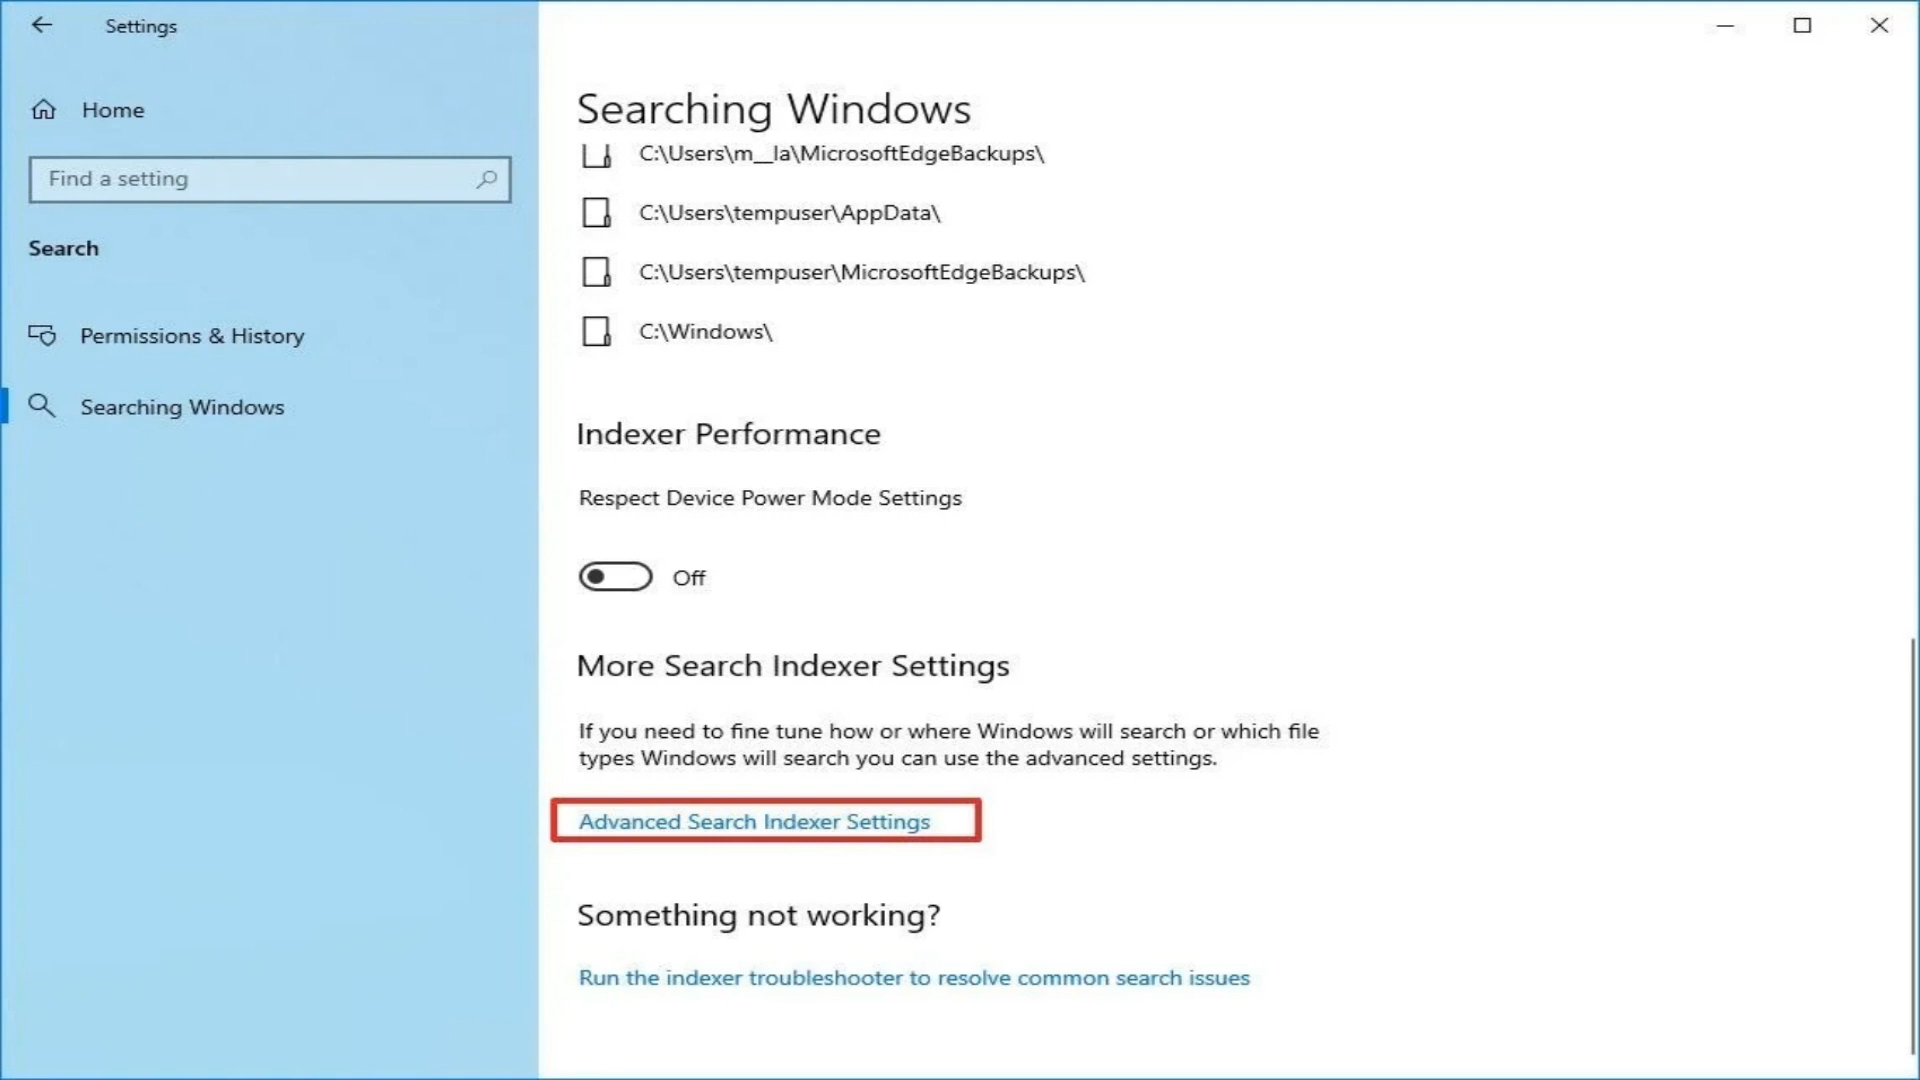 Settings
Home
Find a setting
Search
Permissions & History
Searching Windows
Searching Windows
C:\Users\m__la\MicrosoftEdgeBackups\
C:\Users\tempuser\AppData\
C:\Users\tempuser\MicrosoftEdgeBackups\
C:\Windows\
Indexer Performance
Respect Device Power Mode Settings
Off
More Search Indexer Settings
If you need to fine tune how or where Windows will search or which file
types Windows will search you can use the advanced settings.
Advanced Search Indexer Settings
Something not working?
Run the indexer troubleshooter to resolve common search issues